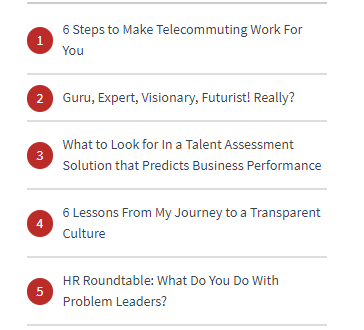 1 6 Steps to Make Telecommuting Work For
You
2 Guru, Expert, Visionary, Futurist! Really?
3 What to Look for In a Talent Assessment
Solution that Predicts Business Performance
4 6 Lessons From My Journey to a Transparent
Culture
5 HR Roundtable: What Do You Do With
Problem Leaders?